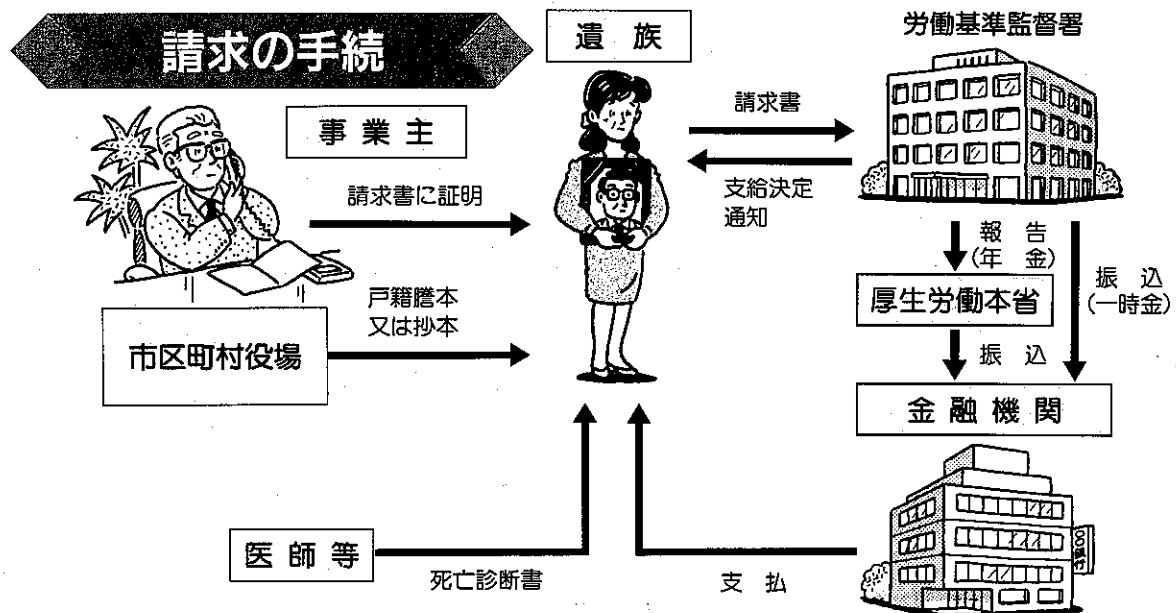 請求の手続
遺族
労働基準監督署
事業主
請求書
請求書に証明
支給決定
通知
報告
(年金)
振込
(一時金)
戸籍謄本
又は抄本
厚生労働本省
市区町村役場
振込
金融機関
医師等
死亡診断書
支払